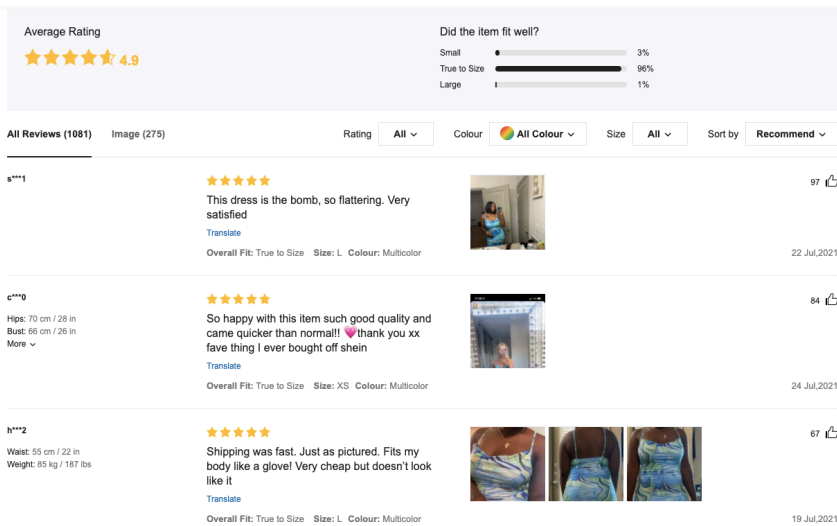 Average Rating
4.9
Did the item fit well?
Small 3%
True to Size 96%
Large 1%
All Reviews (1081) Image (275) Rating All Colour All Colour Size All Sort by Recommend
s***1
This dress is the bomb, so flattering. Very
satisfied
Translate
Overall Fit: True to Size Size: L Colour: Multicolor
97
22 Jul,2021
c***0
Hips: 70 cm / 28 in
Bust: 66 cm / 26 in
More
So happy with this item such good quality and
came quicker than normal!! 💗thank you xx
fave thing I ever bought off shein
Translate
Overall Fit: True to Size Size: XS Colour: Multicolor
84
24 Jul,2021
h***2
Waist: 55 cm / 22 in
Weight: 85 kg / 187 lbs
Shipping was fast. Just as pictured. Fits my
body like a glove! Very cheap but doesn't look
like it
Translate
Overall Fit: True to Size Size: L Colour: Multicolor
67
19 Jul,2021